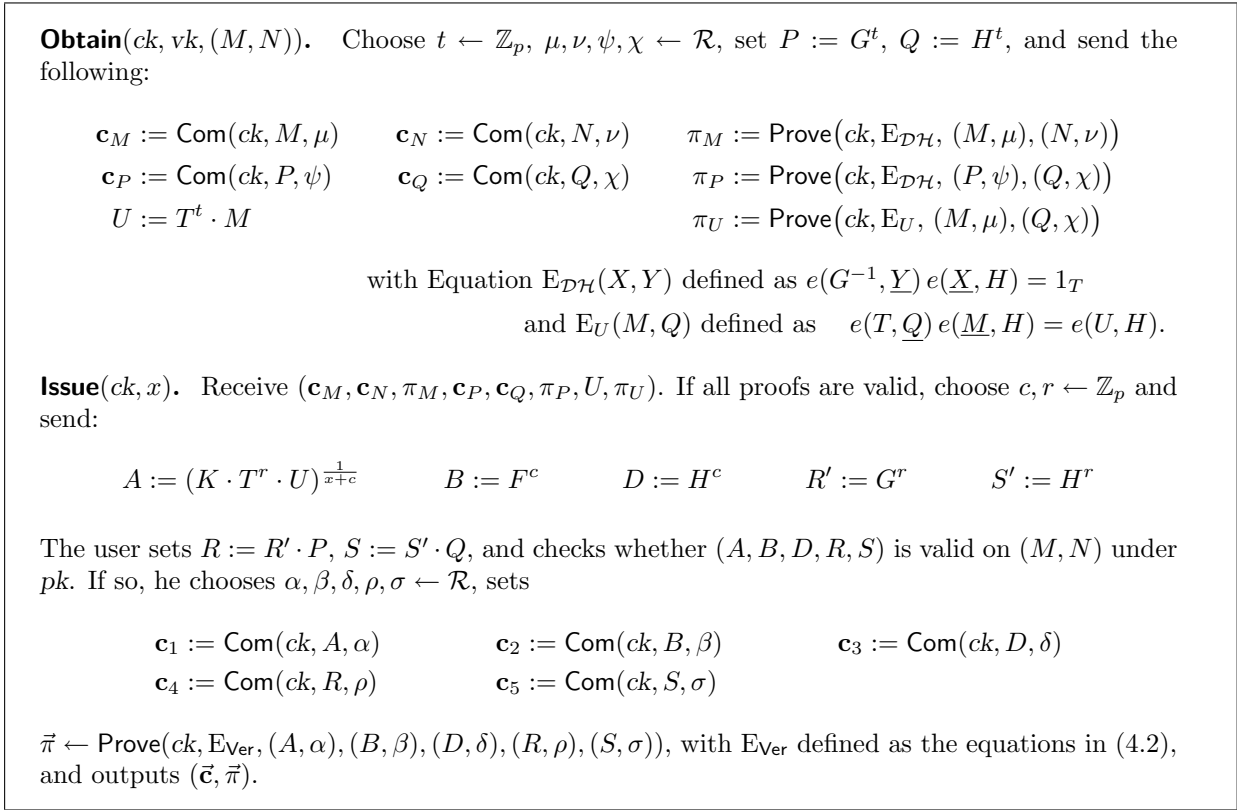 Obtain(ck, vk, (M, N)). Choose t ← ℤ_p, μ, ν, ψ, χ ← ℛ, set P := G^t, Q := H^t, and send the
following:
c_M := Com(ck, M, μ) c_N := Com(ck, N, ν) π_M := Prove(ck, E_𝒟ℋ, (M, μ), (N, ν))
c_P := Com(ck, P, ψ) c_Q := Com(ck, Q, χ) π_P := Prove(ck, E_𝒟ℋ, (P, ψ), (Q, χ))
U := T^t · M π_U := Prove(ck, E_U, (M, μ), (Q, χ))
with Equation E_𝒟ℋ(X, Y) defined as e(G^{-1}, Y) e(X, H) = 1_T
and E_U(M, Q) defined as e(T, Q) e(M, H) = e(U, H).
Issue(ck, x). Receive (c_M, c_N, π_M, c_P, c_Q, π_P, U, π_U). If all proofs are valid, choose c, r ← ℤ_p and
send:
A := (K · T^r · U)^{1/(x+c)} B := F^c D := H^c R′ := G^r S′ := H^r
The user sets R := R′ · P, S := S′ · Q, and checks whether (A, B, D, R, S) is valid on (M, N) under
pk. If so, he chooses α, β, δ, ρ, σ ← ℛ, sets
c_1 := Com(ck, A, α) c_2 := Com(ck, B, β) c_3 := Com(ck, D, δ)
c_4 := Com(ck, R, ρ) c_5 := Com(ck, S, σ)
π⃗ ← Prove(ck, E_Ver, (A, α), (B, β), (D, δ), (R, ρ), (S, σ)), with E_Ver defined as the equations in (4.2),
and outputs (c⃗, π⃗).